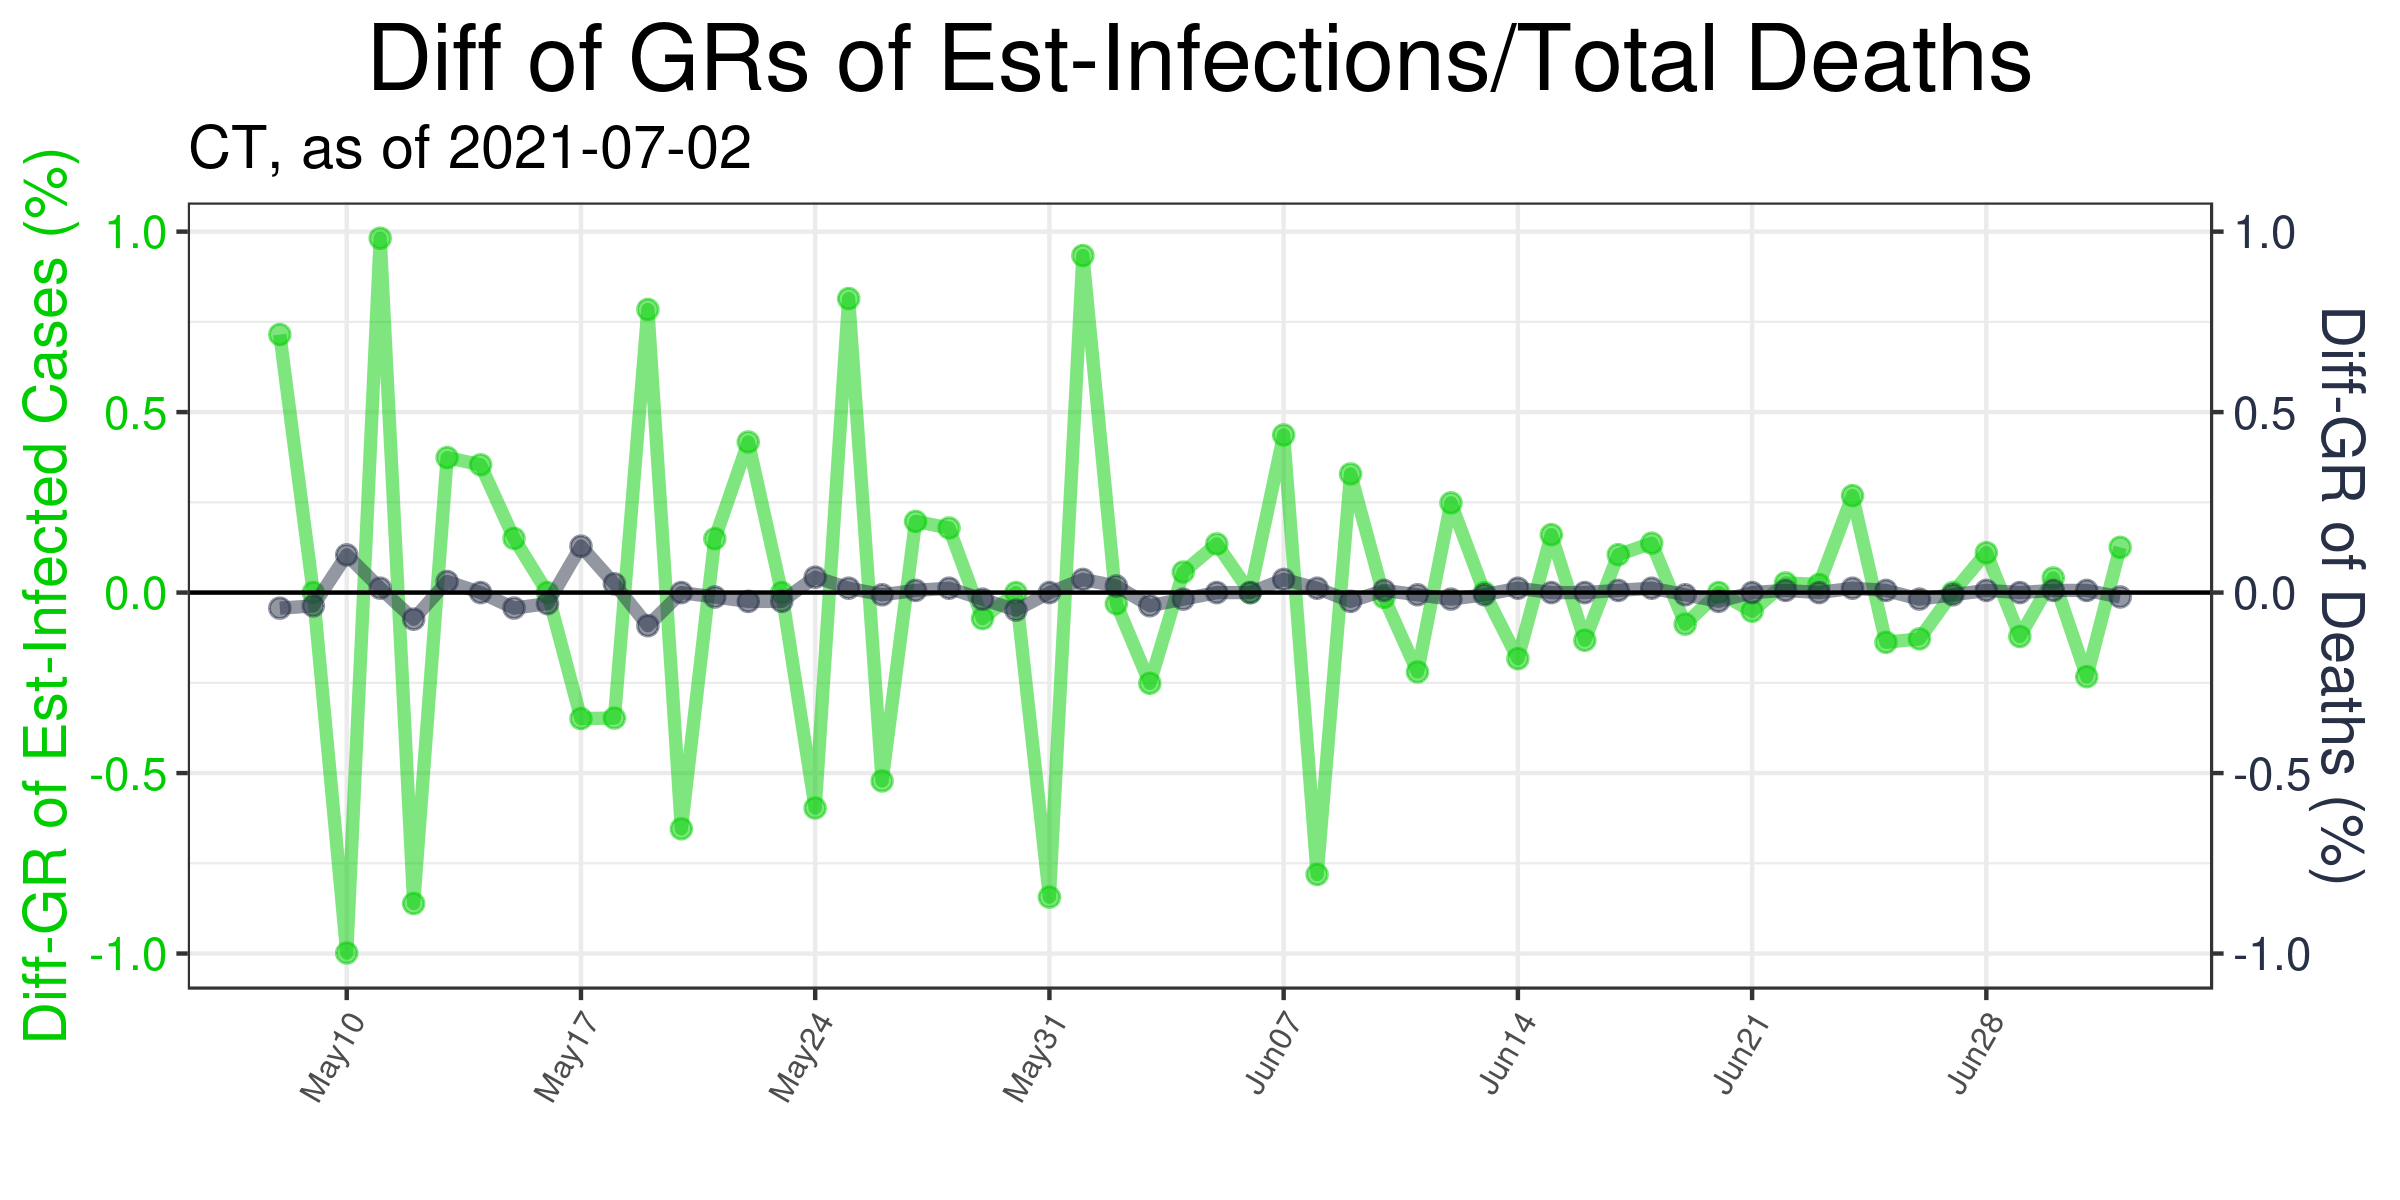 Diff of GRs of Est-Infections/Total Deaths
CT, as of 2021-07-02
Diff-GR of Est-Infected Cases (%)
1.0
0.5
0.0
-0.5
-1.0
1.0
0.5
0.0
-0.5
-1.0
Diff-GR of Deaths (%)
May10
May17
May24
May31
Jun07
Jun14
Jun21
Jun28